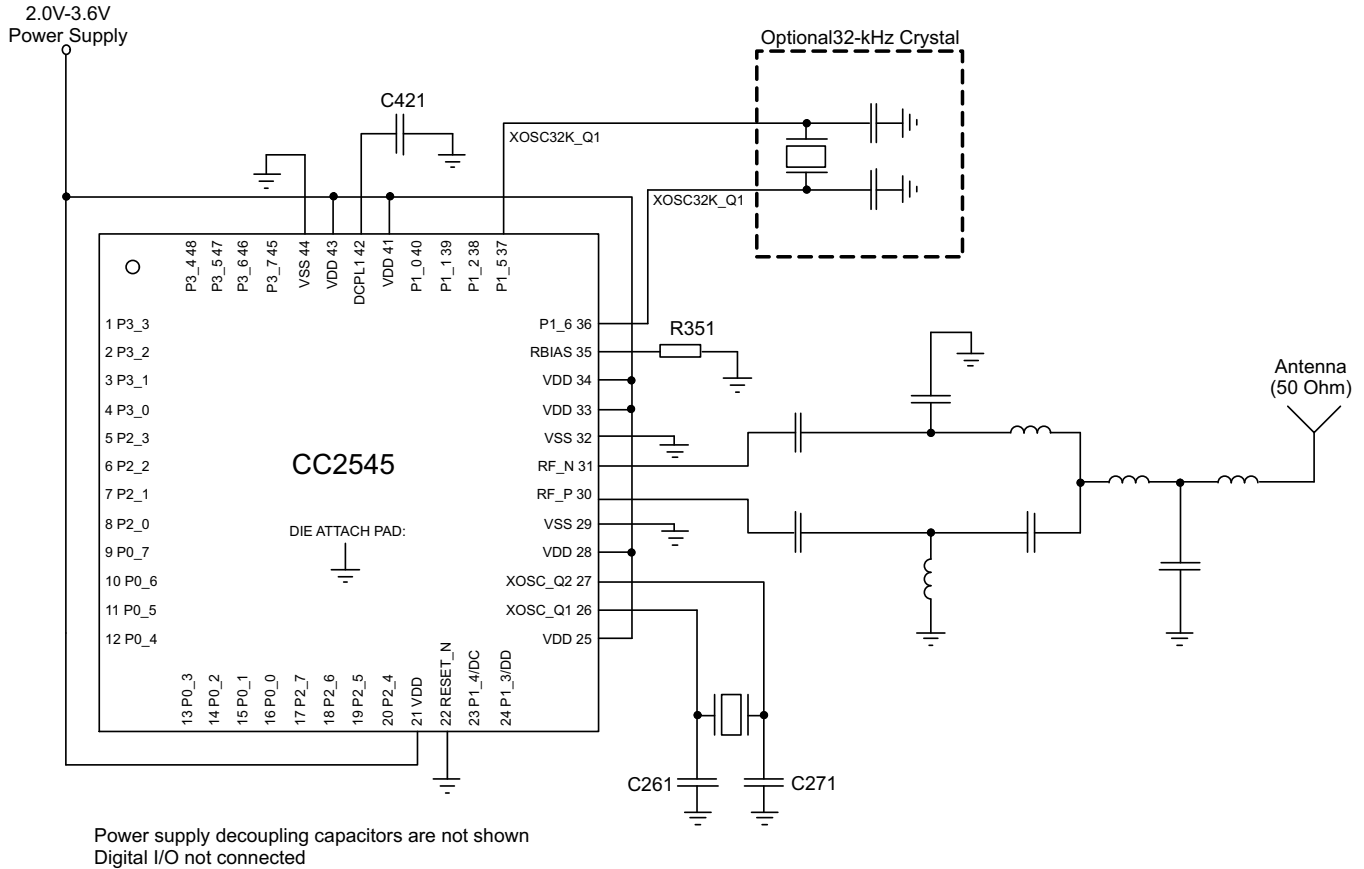 2.0V-3.6V
Power Supply
Optional32-kHz Crystal
C421
XOSC32K_Q1
XOSC32K_Q1
P3_4 48
P3_5 47
P3_6 46
P3_7 45
VSS 44
VDD 43
DCPL1 42
VDD 41
P1_0 40
P1_1 39
P1_2 38
P1_5 37
1 P3_3
2 P3_2
3 P3_1
4 P3_0
5 P2_3
6 P2_2
7 P2_1
8 P2_0
9 P0_7
10 P0_6
11 P0_5
12 P0_4
CC2545
DIE ATTACH PAD:
P1_6 36
RBIAS 35
VDD 34
VDD 33
VSS 32
RF_N 31
RF_P 30
VSS 29
VDD 28
XOSC_Q2 27
XOSC_Q1 26
VDD 25
R351
Antenna
(50 Ohm)
13 P0_3
14 P0_2
15 P0_1
16 P0_0
17 P2_7
18 P2_6
19 P2_5
20 P2_4
21 VDD
22 RESET_N
23 P1_4/DC
24 P1_3/DD
C261
C271
Power supply decoupling capacitors are not shown
Digital I/O not connected